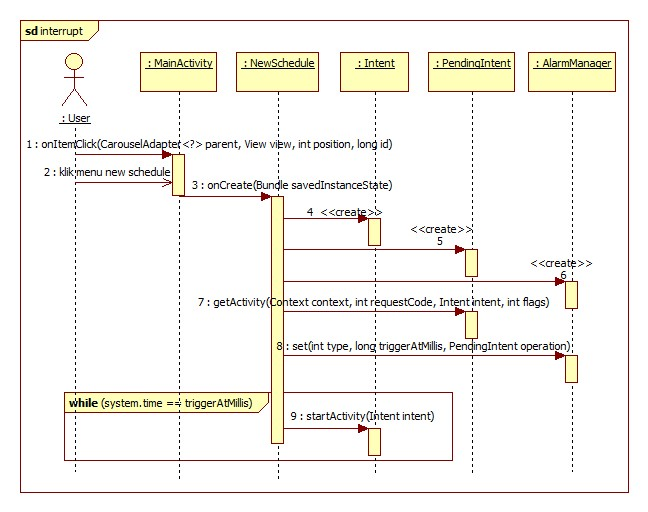 sd interrupt
: MainActivity
: NewSchedule
: Intent
: PendingIntent
: AlarmManager
: User
1 : onItemClick(CarouselAdapter<?> parent, View view, int position, long id)
2 : klik menu new schedule
3 : onCreate(Bundle savedInstanceState)
4 <<create>>
<<create>>
5
<<create>>
6
7 : getActivity(Context context, int requestCode, Intent intent, int flags)
8 : set(int type, long triggerAtMillis, PendingIntent operation)
while (system.time == triggerAtMillis)
9 : startActivity(Intent intent)